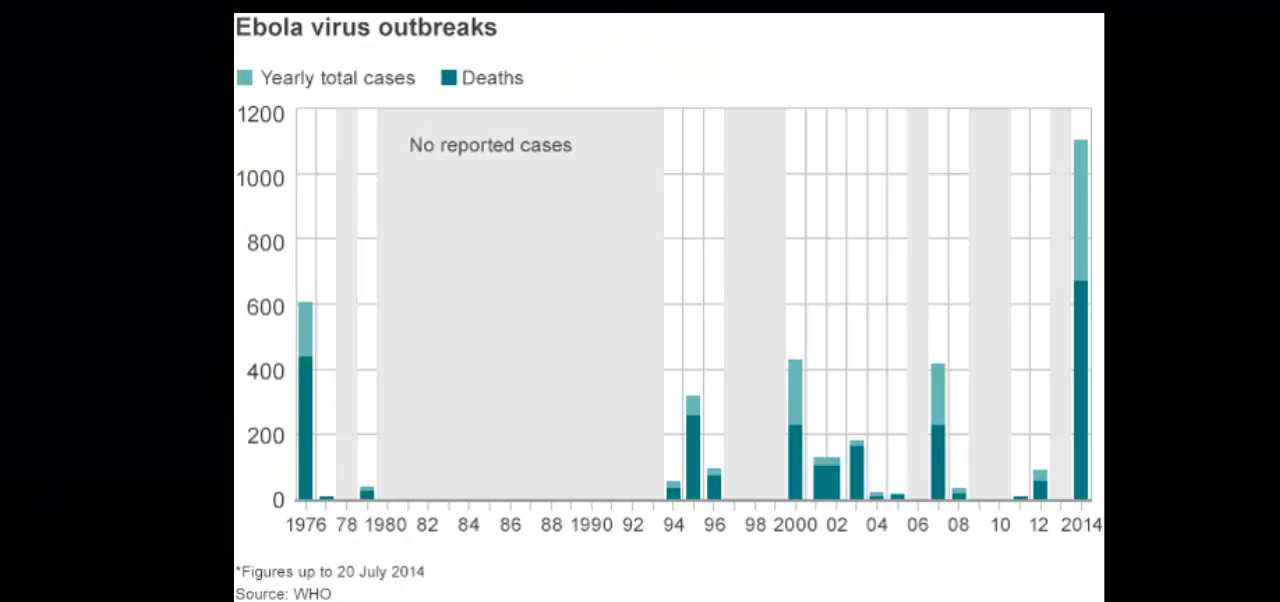 Ebola virus outbreaks
Yearly total cases Deaths
1200
No reported cases
1000
800
600
400
200
0
1976 78 1980 82 84 86 88 1990 92 94 96 98 2000 02 04 06 08 10 12 2014
*Figures up to 20 July 2014
Source: WHO